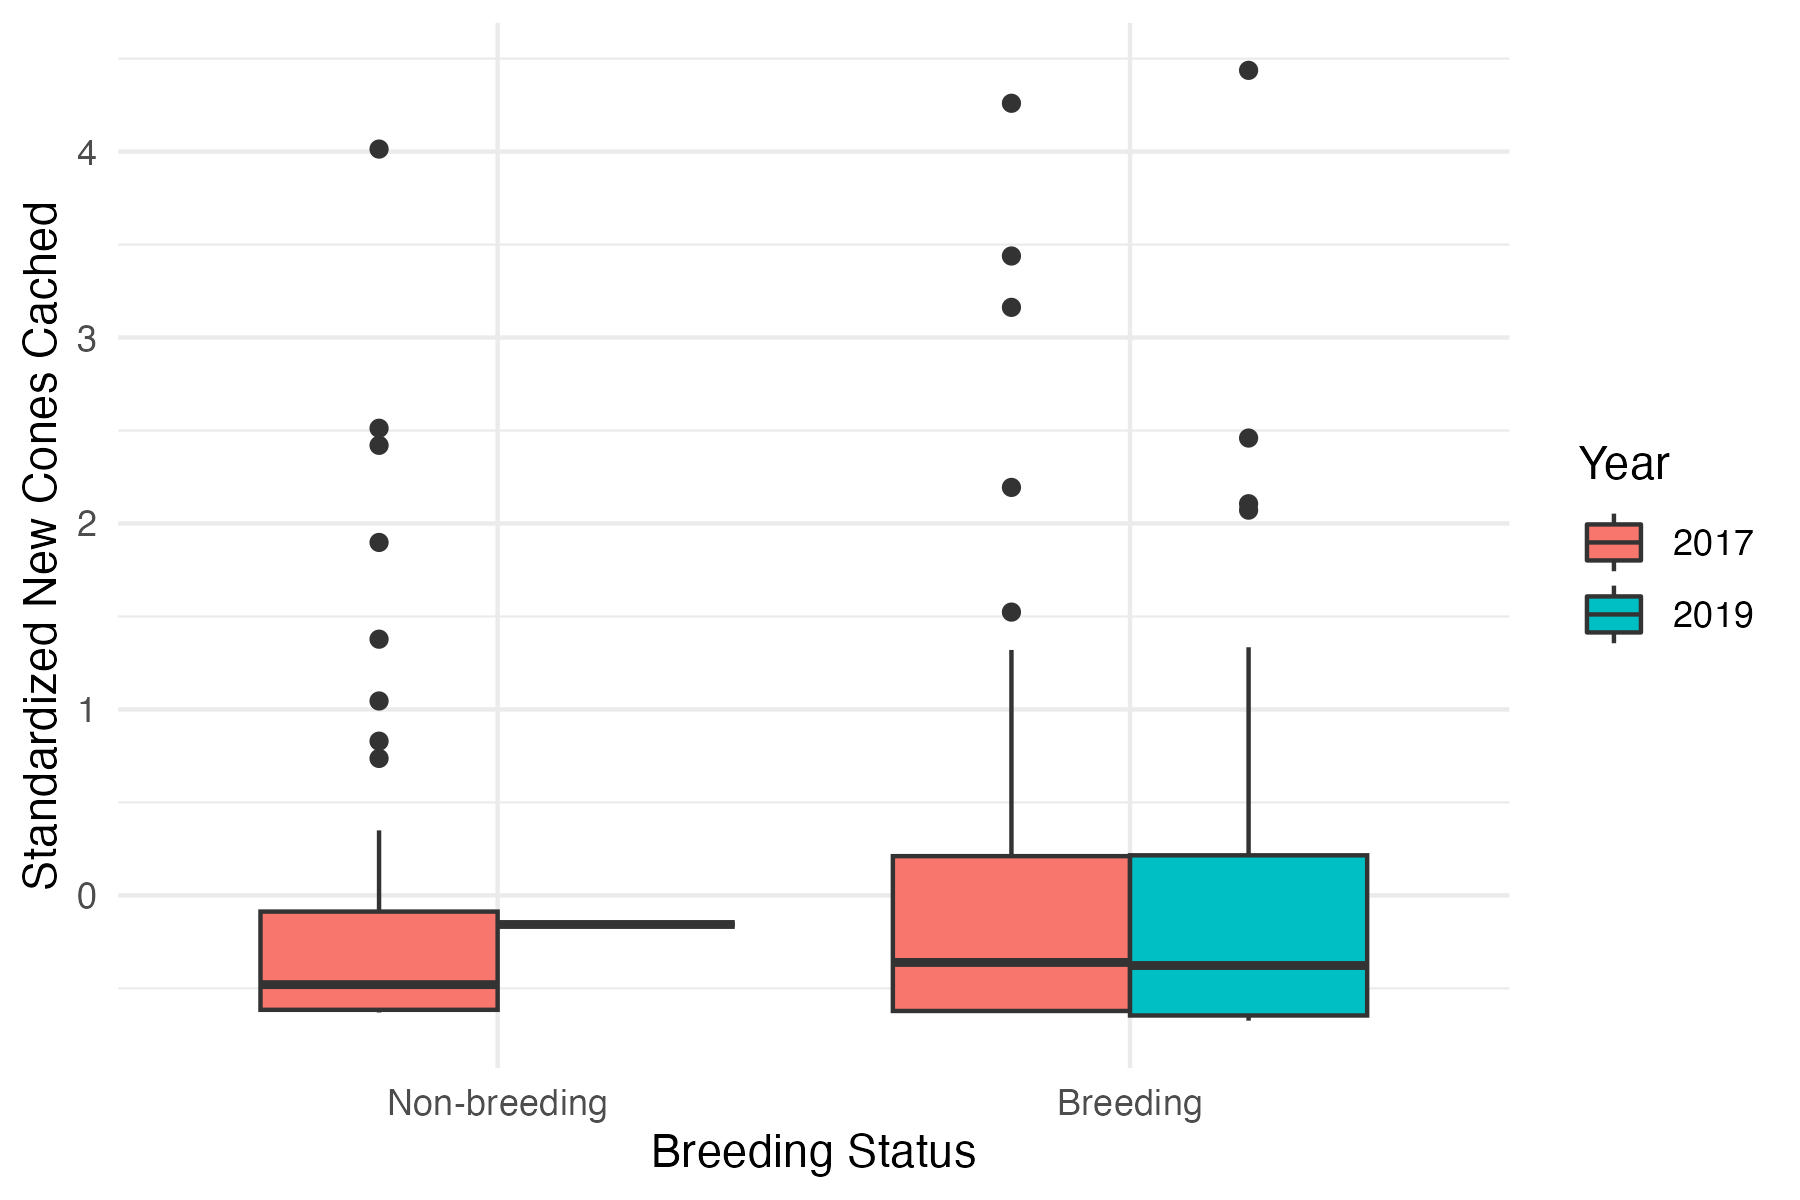 Standardized New Cones Cached
4
3
2
1
0
Non-breeding
Breeding
Breeding Status
Year
2017
2019